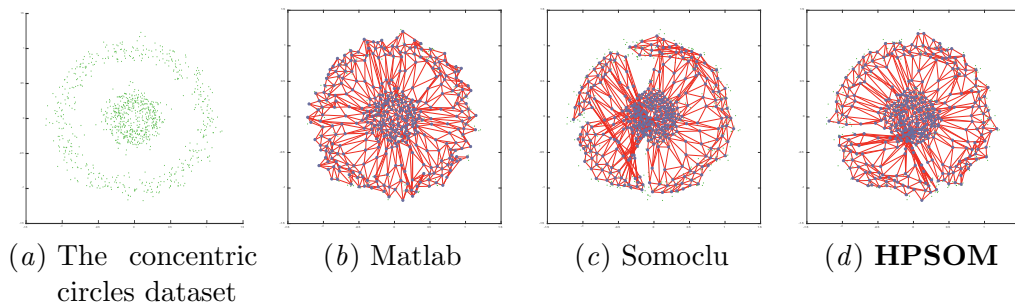 (a) The concentric
circles dataset
(b) Matlab
(c) Somoclu
(d) HPSOM